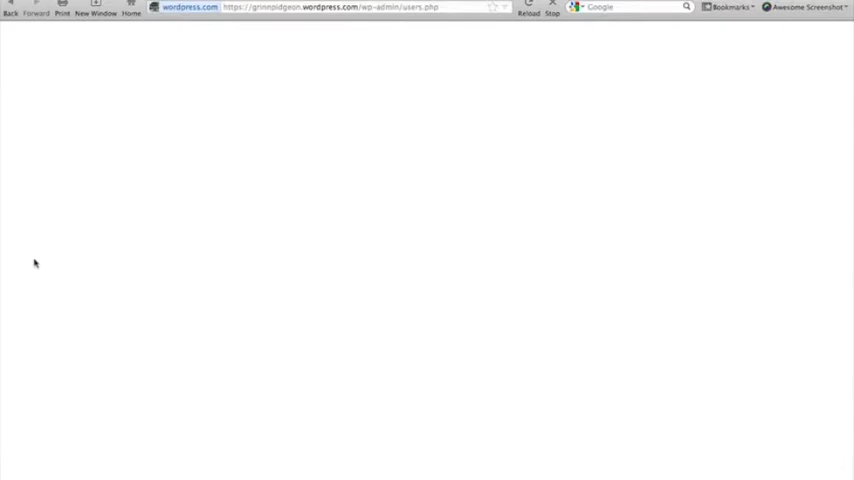 wordpress.com https://grinnpidgeon.wordpress.com/wp-admin/users.php Google Bookmarks Awesome Screenshot
Back Forward Print New Window Home Reload Stop